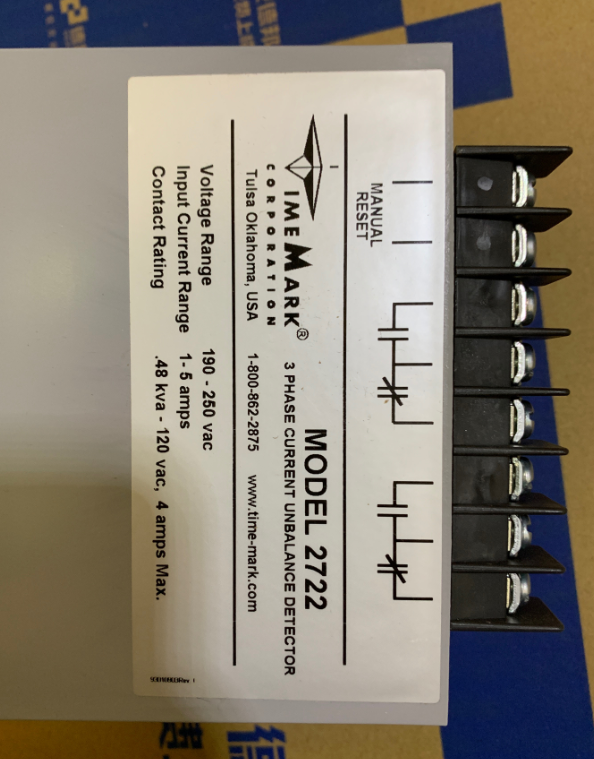 MANUAL
RESET
TIMEMARK®
CORPORATION
Tulsa Oklahoma, USA
MODEL 2722
3 PHASE CURRENT UNBALANCE DETECTOR
1-800-862-2875 www.time-mark.com
Voltage Range 190 - 250 vac
Input Current Range 1- 5 amps
Contact Rating .48 kva - 120 vac, 4 amps Max.